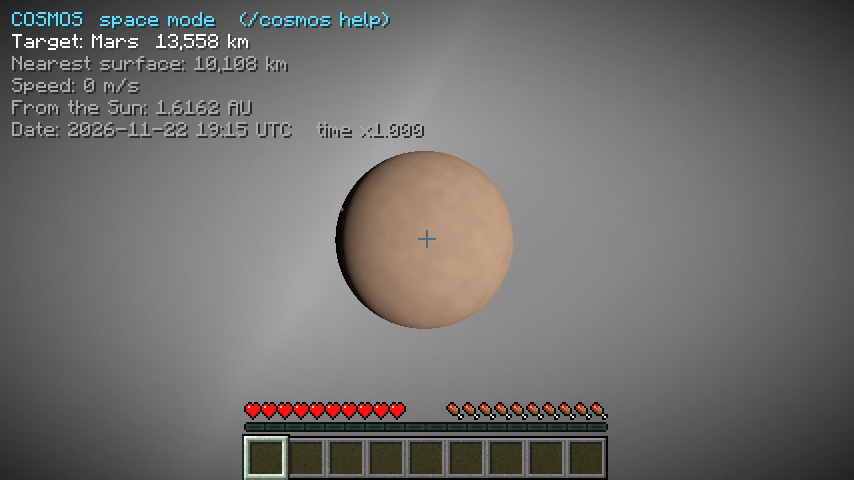 COSMOS space mode (/cosmos help)
Target: Mars 13,558 km
Nearest surface: 10,108 km
Speed: 0 m/s
From the Sun: 1.6162 AU
Date: 2026-11-22 19:15 UTC time x1.000